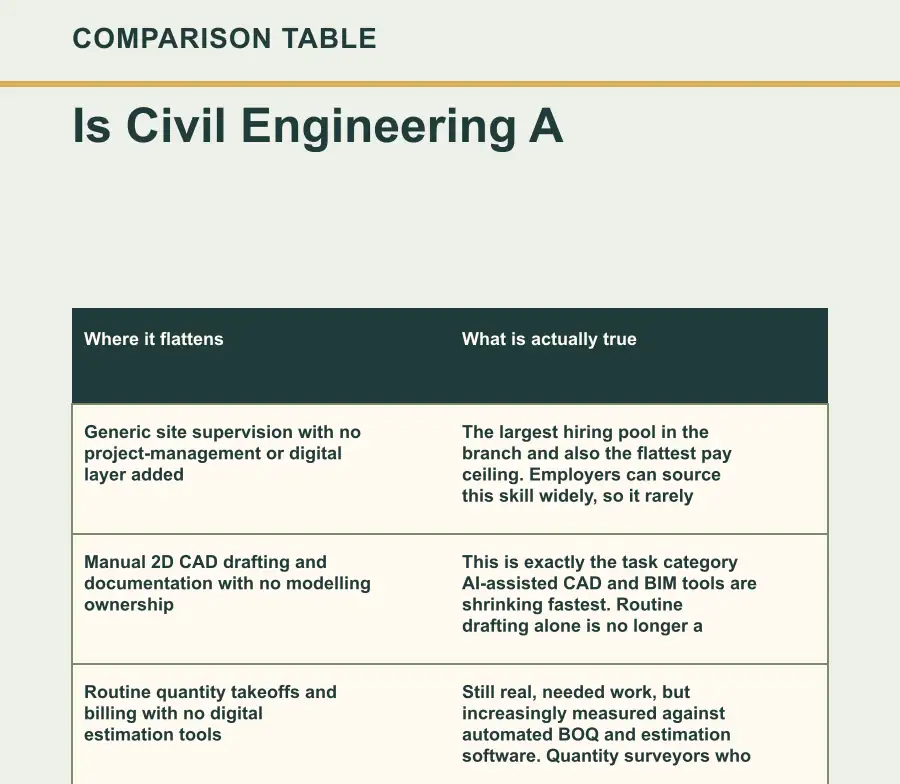 COMPARISON TABLE
Is Civil Engineering A
Where it flattens
What is actually true
Generic site supervision with no
project-management or digital
layer added
The largest hiring pool in the
branch and also the flattest pay
ceiling. Employers can source
this skill widely, so it rarely
Manual 2D CAD drafting and
documentation with no modelling
ownership
This is exactly the task category
AI-assisted CAD and BIM tools are
shrinking fastest. Routine
drafting alone is no longer a
Routine quantity takeoffs and
billing with no digital
estimation tools
Still real, needed work, but
increasingly measured against
automated BOQ and estimation
software. Quantity surveyors who